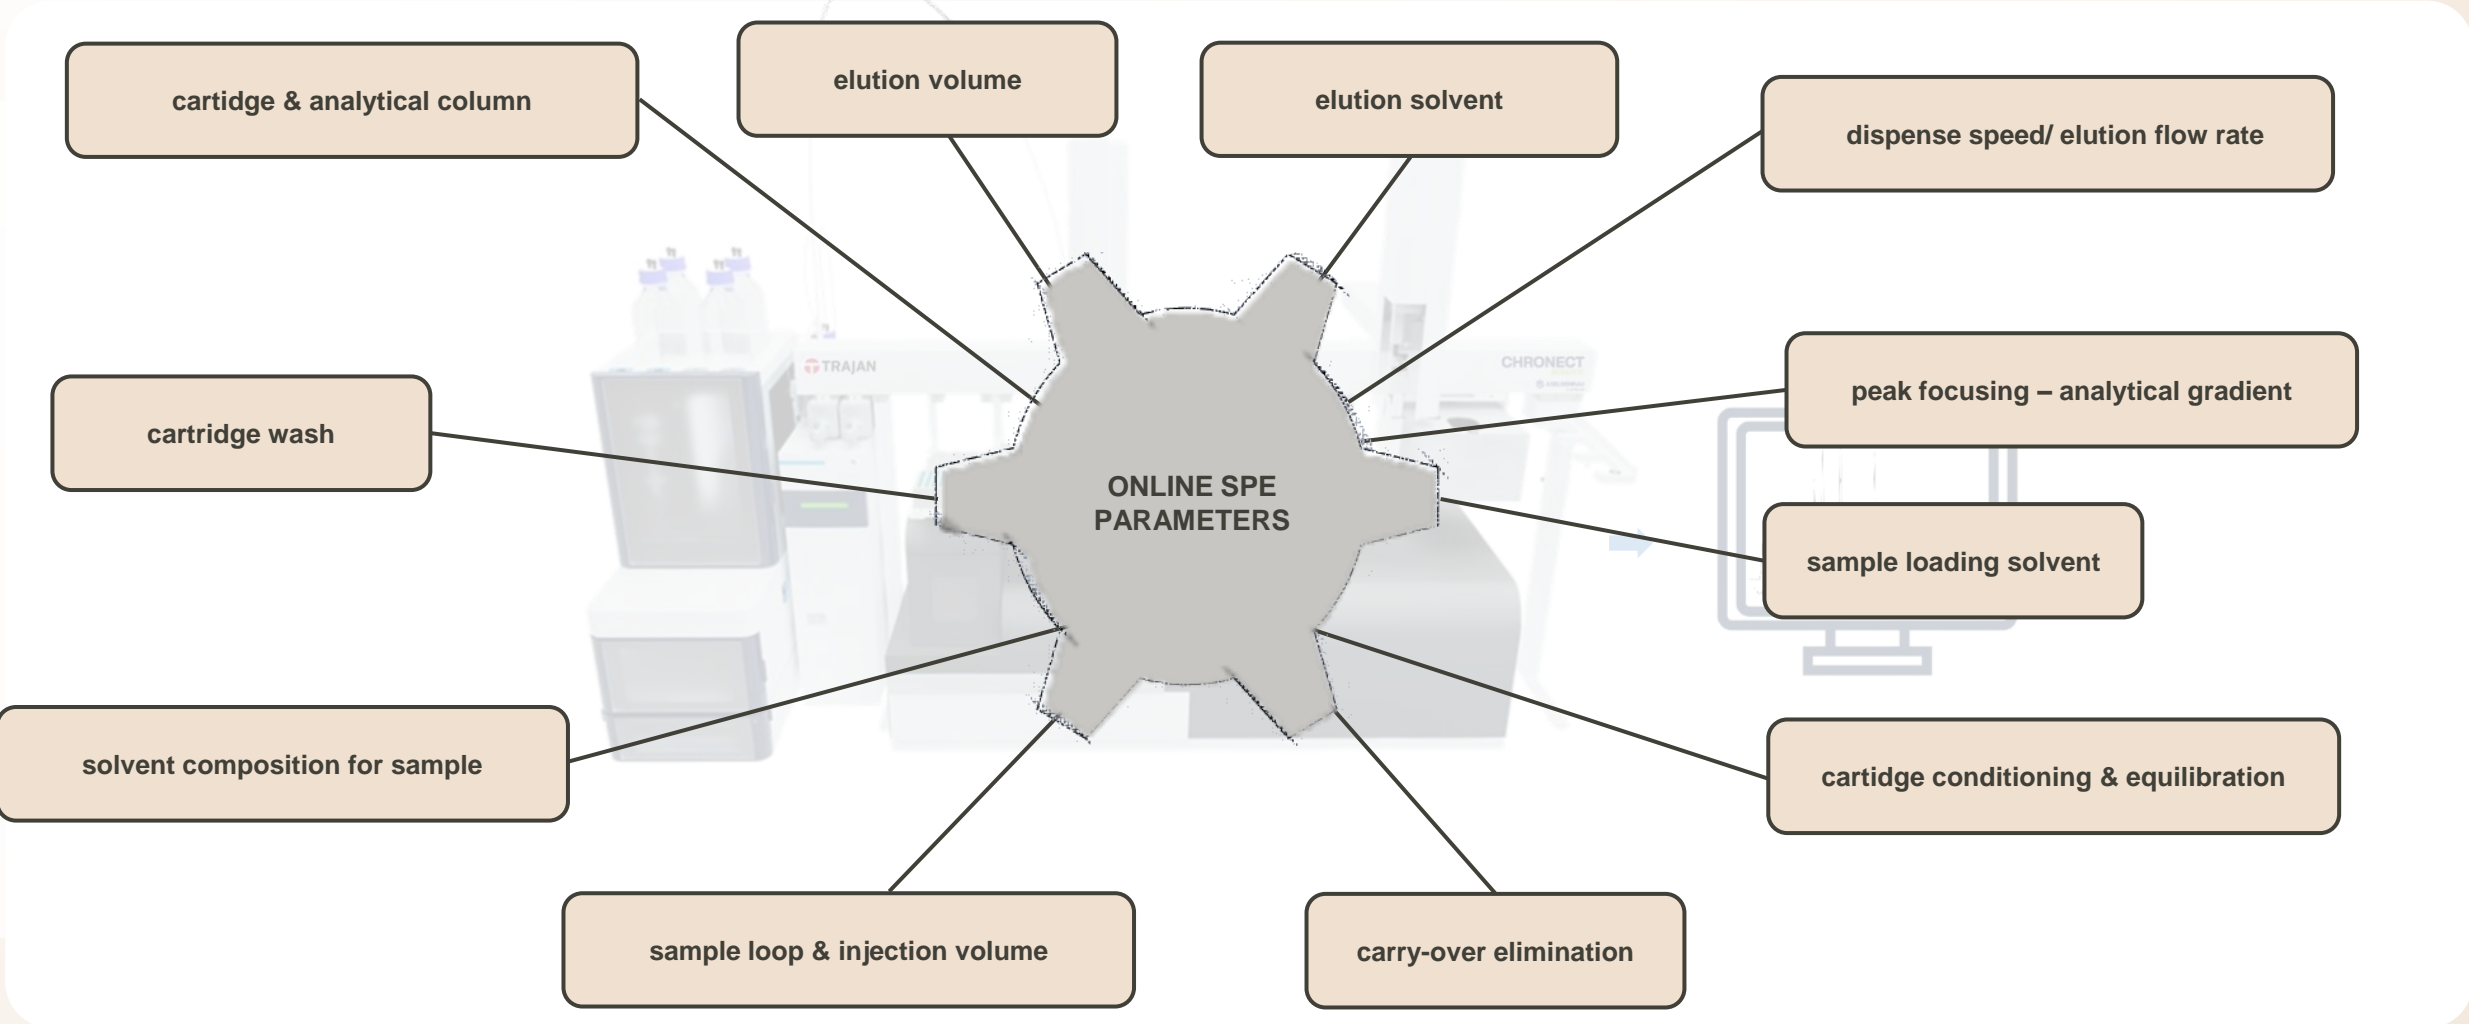 elution volume
cartidge & analytical column
elution solvent
dispense speed/ elution flow rate
TRAJAN
CHRONECT
peak focusing – analytical gradient
cartridge wash
ONLINE SPE
PARAMETERS
sample loading solvent
solvent composition for sample
cartidge conditioning & equilibration
sample loop & injection volume
carry-over elimination